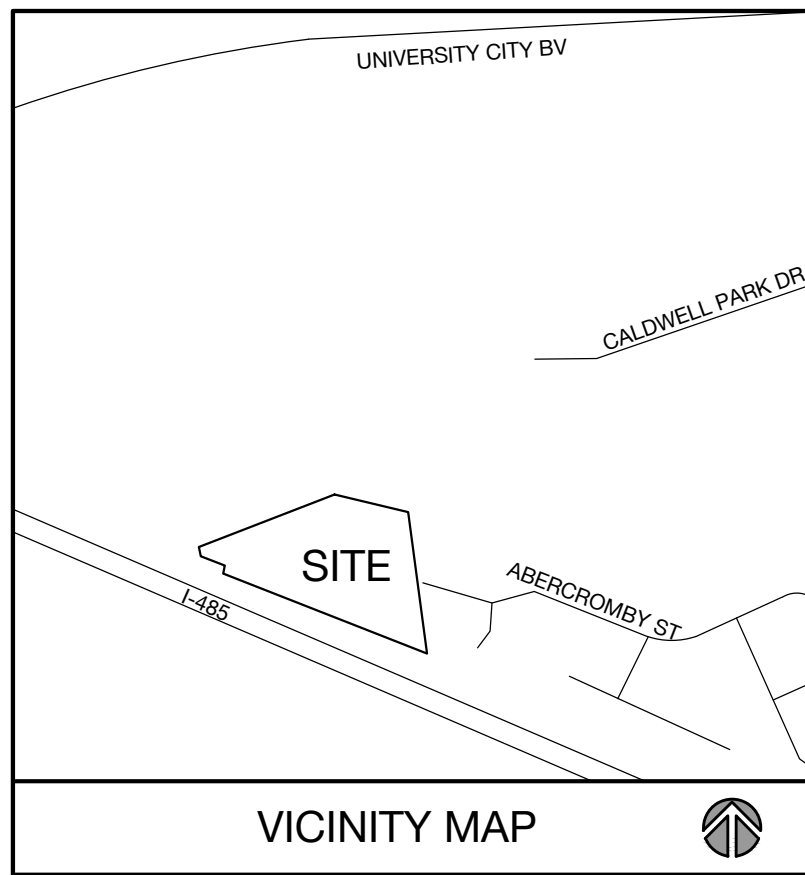 UNIVERSITY CITY BV
CALDWELL PARK DR
SITE
ABERCROMBY ST
I-485
VICINITY MAP